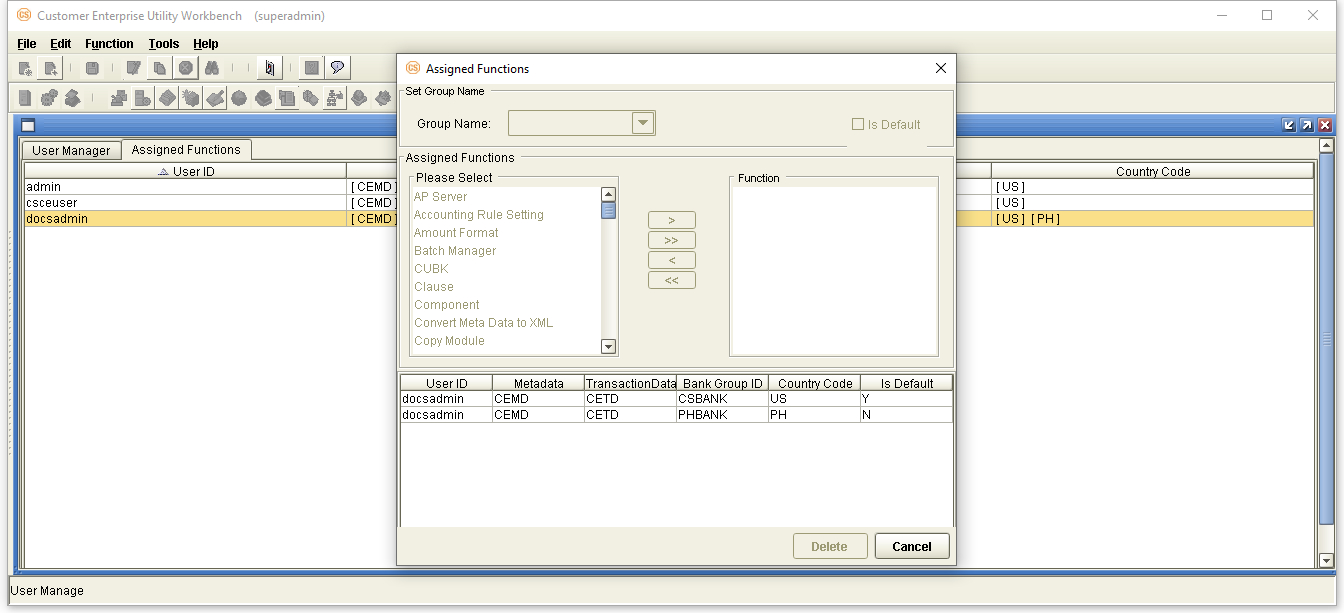 Customer Enterprise Utility Workbench (superadmin)
File Edit Function Tools Help
Assigned Functions
Set Group Name
Group Name:
Is Default
User Manager Assigned Functions
User ID Country Code
admin [ CEMD ] [ US ]
csceuser [ CEMD ] [ US ]
docsadmin [ CEMD ] [ US ] [ PH ]
Assigned Functions
Please Select
AP Server
Accounting Rule Setting
Amount Format
Batch Manager
CUBK
Clause
Component
Convert Meta Data to XML
Copy Module
>
>>
<
<<
Function
User ID Metadata TransactionData Bank Group ID Country Code Is Default
docsadmin CEMD CETD CSBANK US Y
docsadmin CEMD CETD PHBANK PH N
Delete Cancel
User Manage